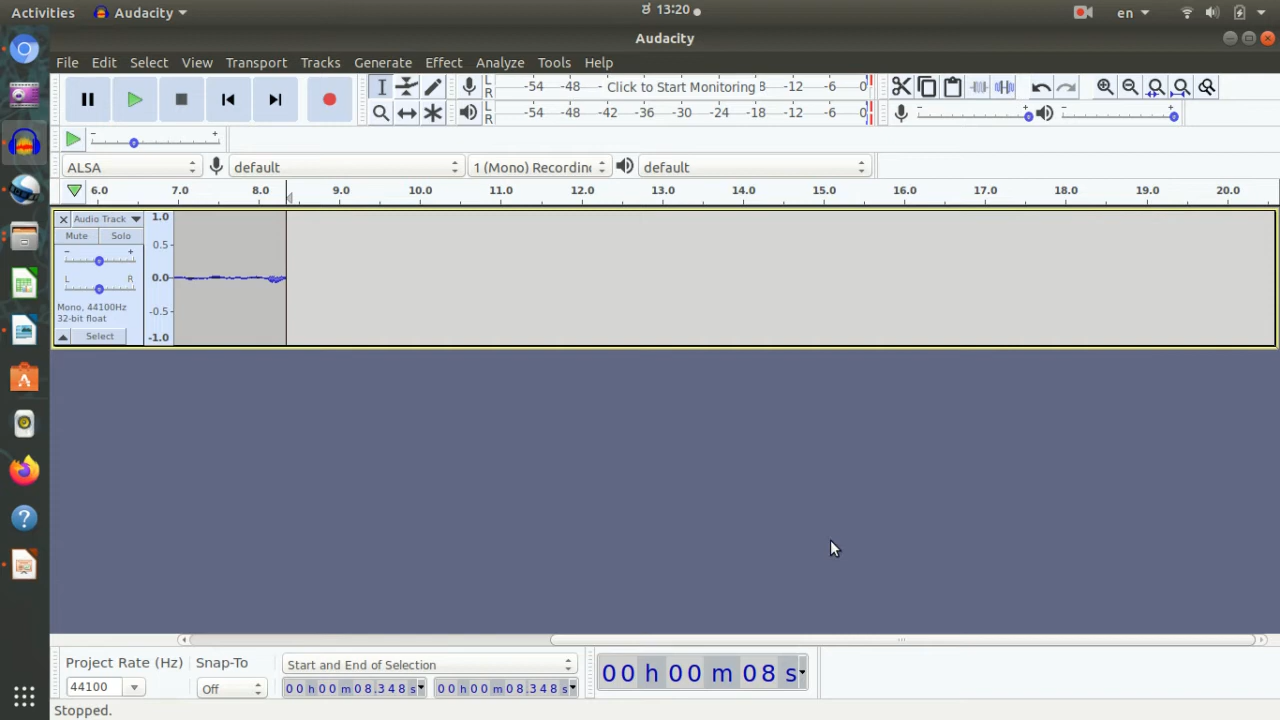 Activities Audacity ಶ 13:20 en
Audacity
File Edit Select View Transport Tracks Generate Effect Analyze Tools Help
L -54 -48 - Click to Start Monitoring 8 -12 -6 0
R
L -54 -48 -42 -36 -30 -24 -18 -12 -6 0
R
- +
ALSA default 1 (Mono) Recording default
6.0 7.0 8.0 9.0 10.0 11.0 12.0 13.0 14.0 15.0 16.0 17.0 18.0 19.0 20.0
Audio Track
Mute Solo
- +
L R
Mono, 44100Hz
32-bit float
Select
1.0
0.5
0.0
-0.5
-1.0
Project Rate (Hz) Snap-To Start and End of Selection
44100 Off 00 h 00 m 08.348 s 00 h 00 m 08.348 s
00 h 00 m 08 s
Stopped.